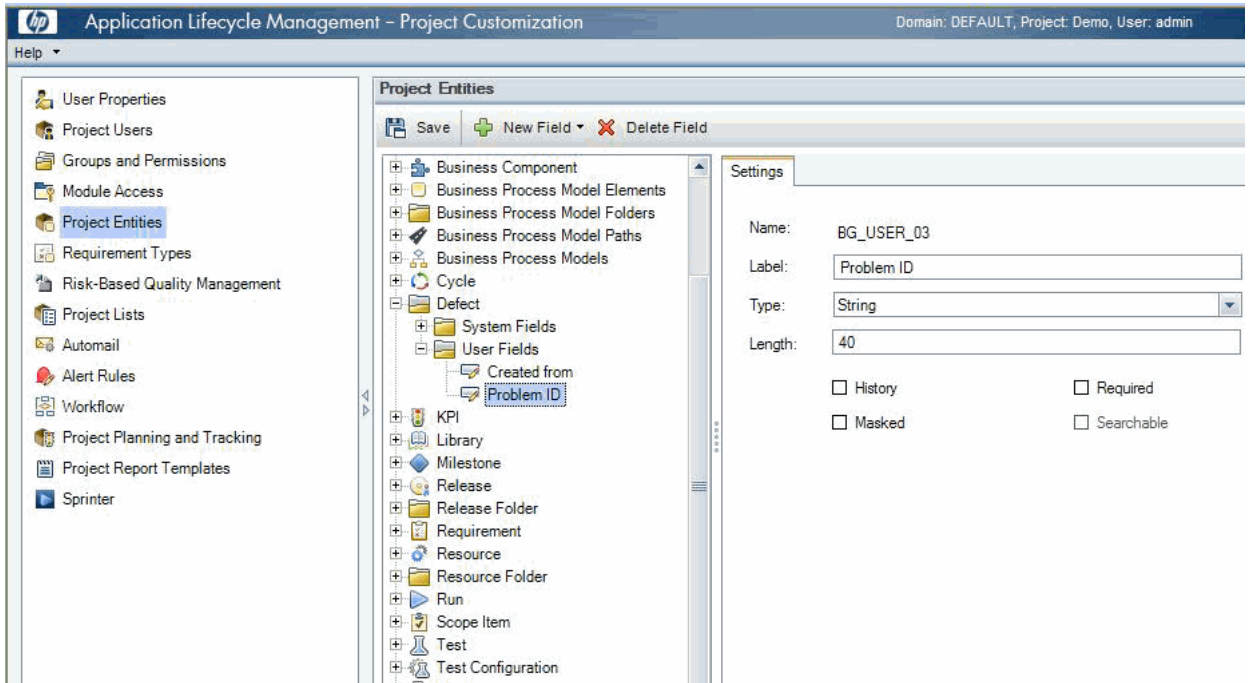 hp Application Lifecycle Management – Project Customization Domain: DEFAULT, Project: Demo, User: admin
Help
User Properties
Project Users
Groups and Permissions
Module Access
Project Entities
Requirement Types
Risk-Based Quality Management
Project Lists
Automail
Alert Rules
Workflow
Project Planning and Tracking
Project Report Templates
Sprinter
Project Entities
Save New Field Delete Field
Business Component
Business Process Model Elements
Business Process Model Folders
Business Process Model Paths
Business Process Models
Cycle
Defect
System Fields
User Fields
Created from
Problem ID
KPI
Library
Milestone
Release
Release Folder
Requirement
Resource
Resource Folder
Run
Scope Item
Test
Test Configuration
Settings
Name: BG_USER_03
Label: Problem ID
Type: String
Length: 40
History Required
Masked Searchable